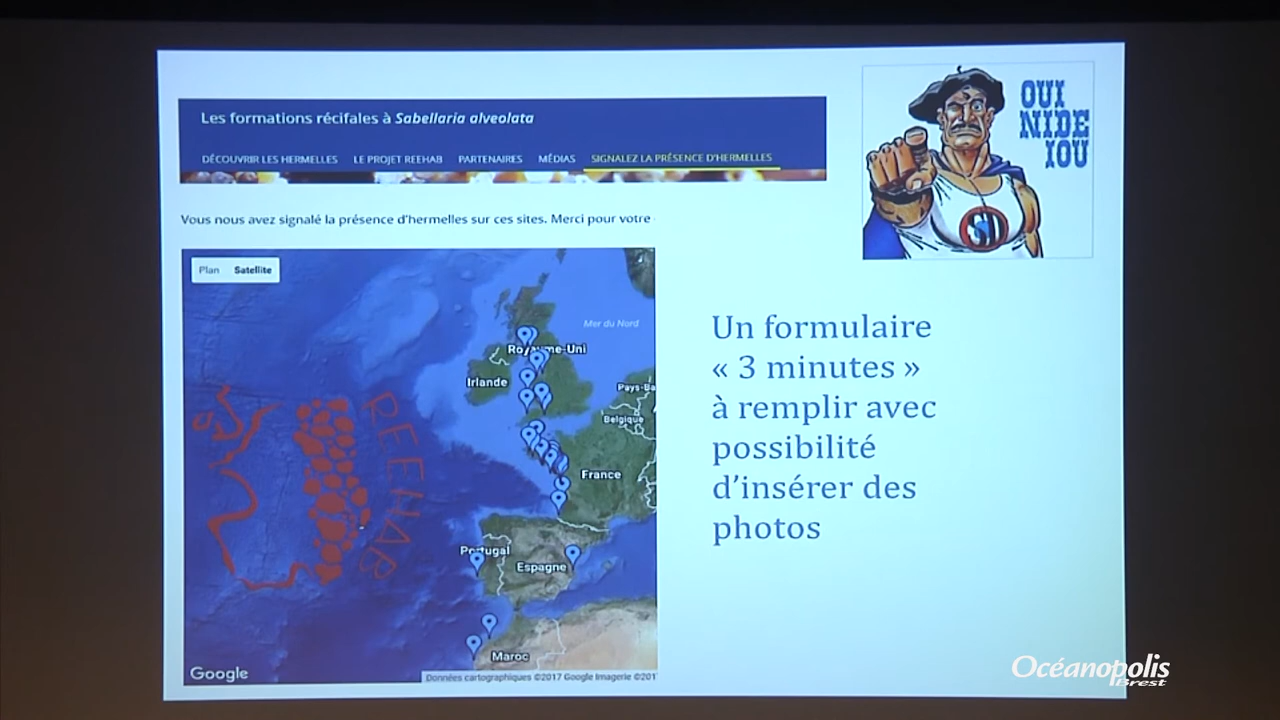 Les formations récifales à Sabellaria alveolata
DÉCOUVRIR LES HERMELLES LE PROJET REEHAB PARTENAIRES MÉDIAS SIGNALEZ LA PRÉSENCE D'HERMELLES
Vous nous avez signalé la présence d'hermelles sur ces sites. Merci pour votre
Plan Satellite
Mer du Nord
Royaume-Uni
Irlande
Pays-Ba
Belgique
France
REEHAB
Portugal
Espagne
Maroc
Google
Données cartographiques ©2017 Google Imagerie ©201
OUI
NIDE
IOU
SD
Un formulaire
« 3 minutes »
à remplir avec
possibilité
d'insérer des
photos
Océanopolis
Brest